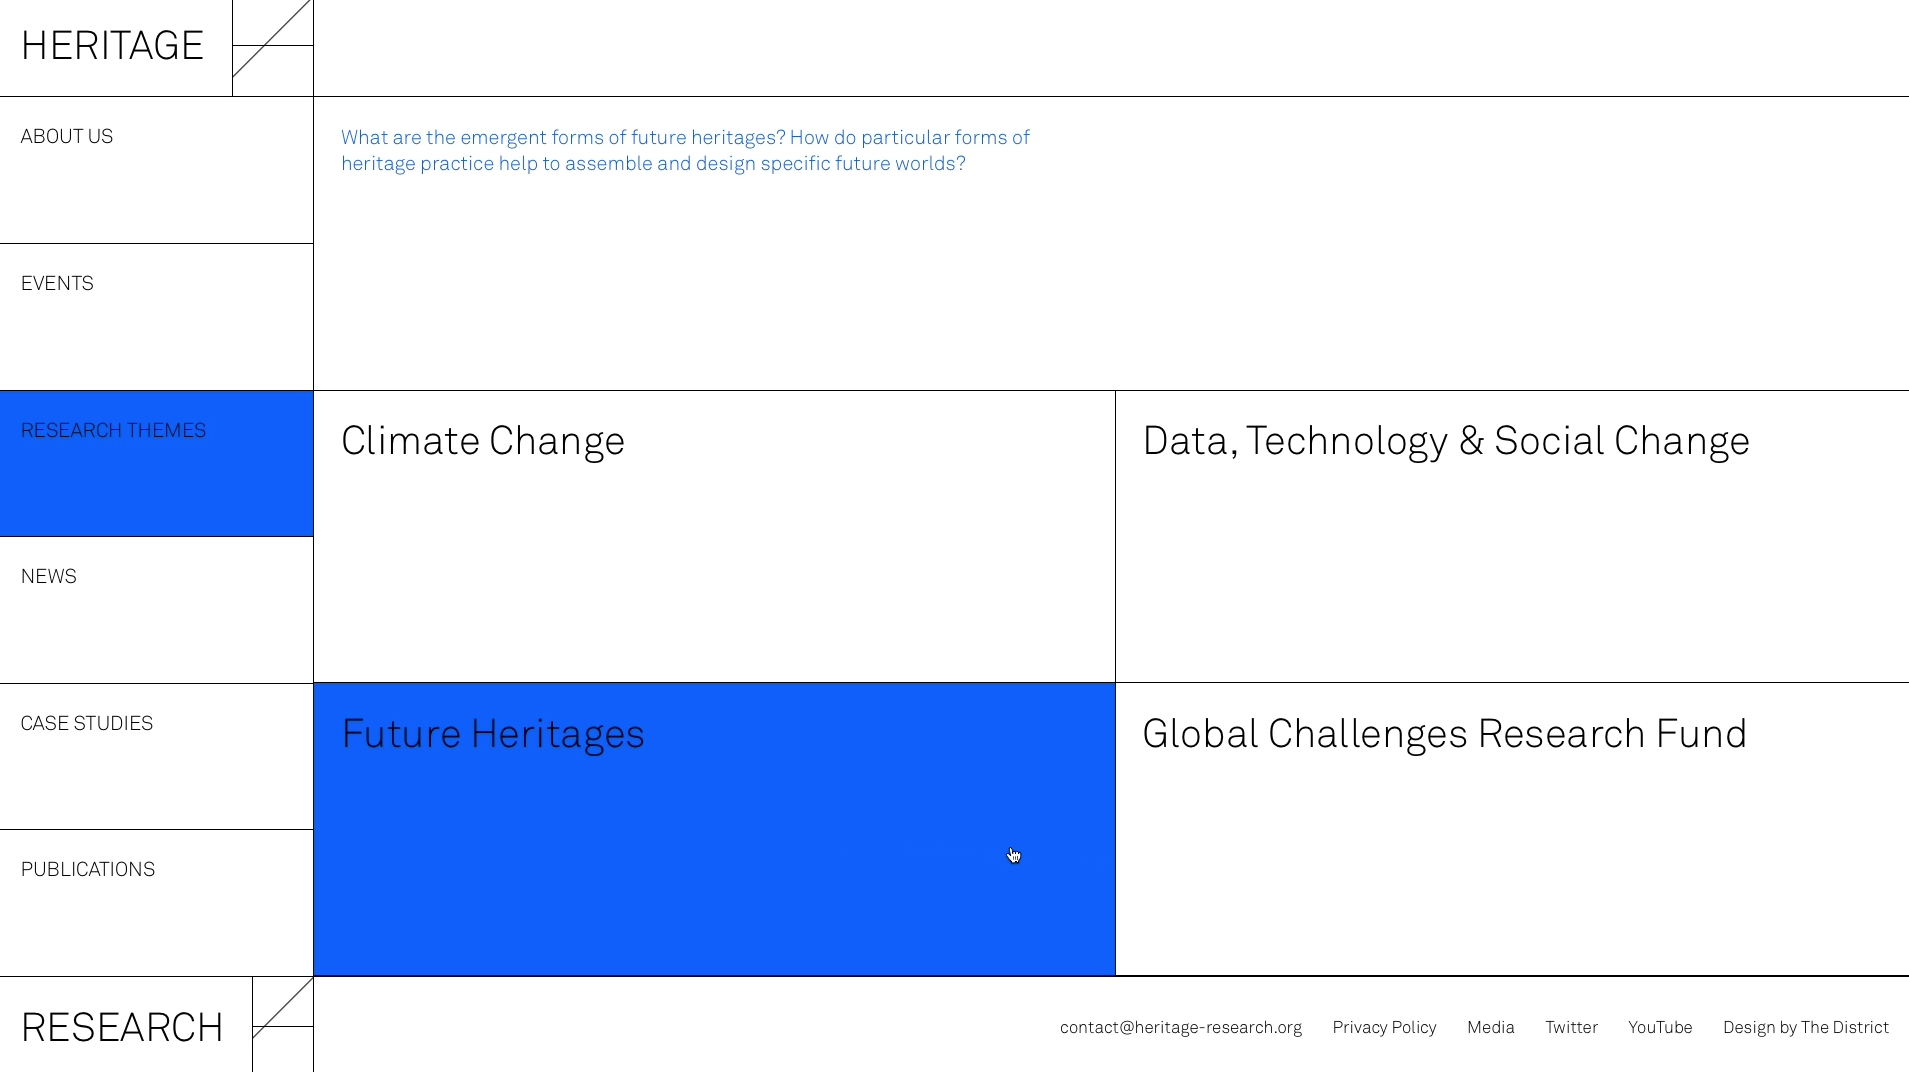 HERITAGE
ABOUT US
What are the emergent forms of future heritages? How do particular forms of
heritage practice help to assemble and design specific future worlds?
EVENTS
RESEARCH THEMES
Climate Change
Data, Technology & Social Change
NEWS
CASE STUDIES
Future Heritages
Global Challenges Research Fund
PUBLICATIONS
RESEARCH
contact@heritage-research.org
Privacy Policy
Media
Twitter
YouTube
Design by The District